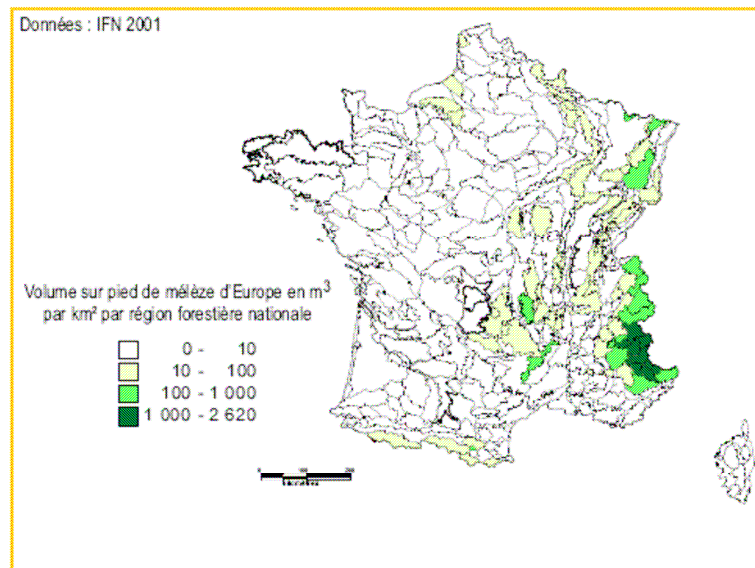 Données : IFN 2001
Volume sur pied de mélèze d'Europe en m³
par km² par région forestière nationale
0 - 10
10 - 100
100 - 1 000
1 000 - 2 620